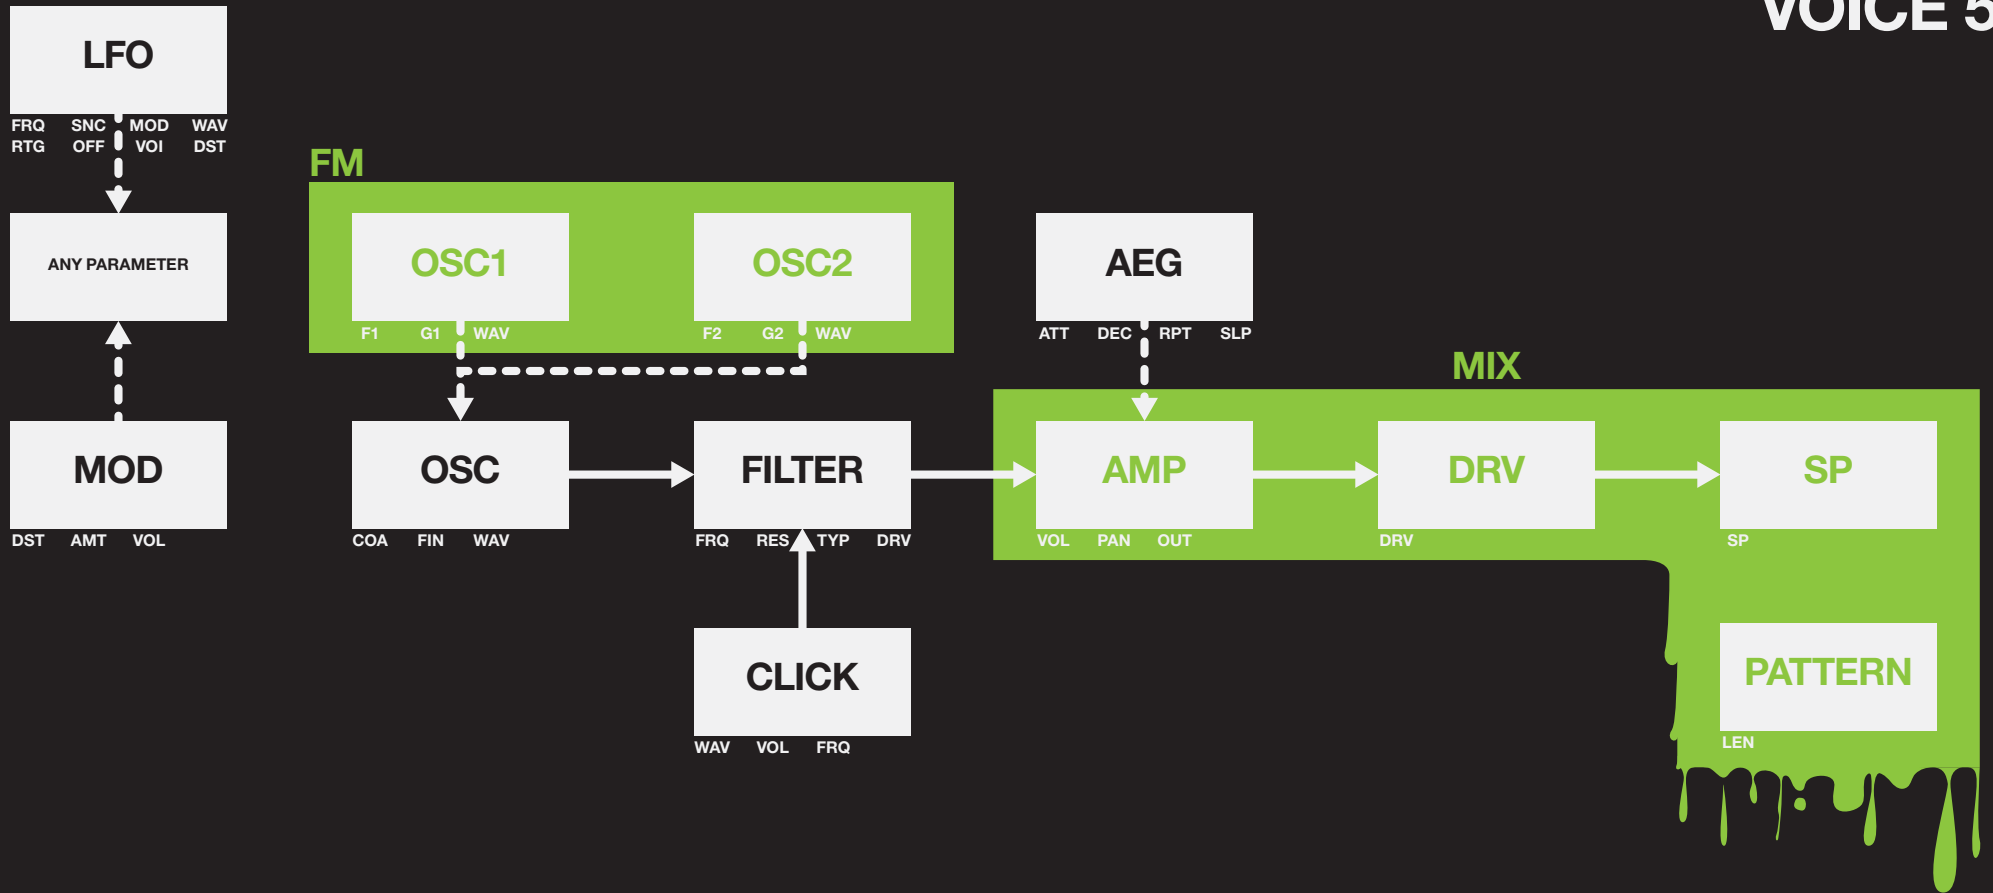 VOICE 5
LFO
FRQ SNC MOD WAV
RTG OFF VOI DST
ANY PARAMETER
MOD
DST AMT VOL
FM
OSC1
F1 G1 WAV
OSC2
F2 G2 WAV
OSC
COA FIN WAV
FILTER
FRQ RES TYP DRV
CLICK
WAV VOL FRQ
AEG
ATT DEC RPT SLP
MIX
AMP
VOL PAN OUT
DRV
DRV
SP
SP
PATTERN
LEN